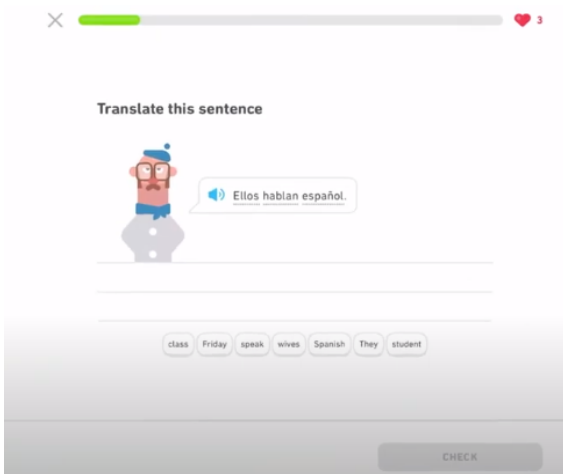 3
Translate this sentence
Ellos hablan español.
class Friday speak wives Spanish They student
CHECK